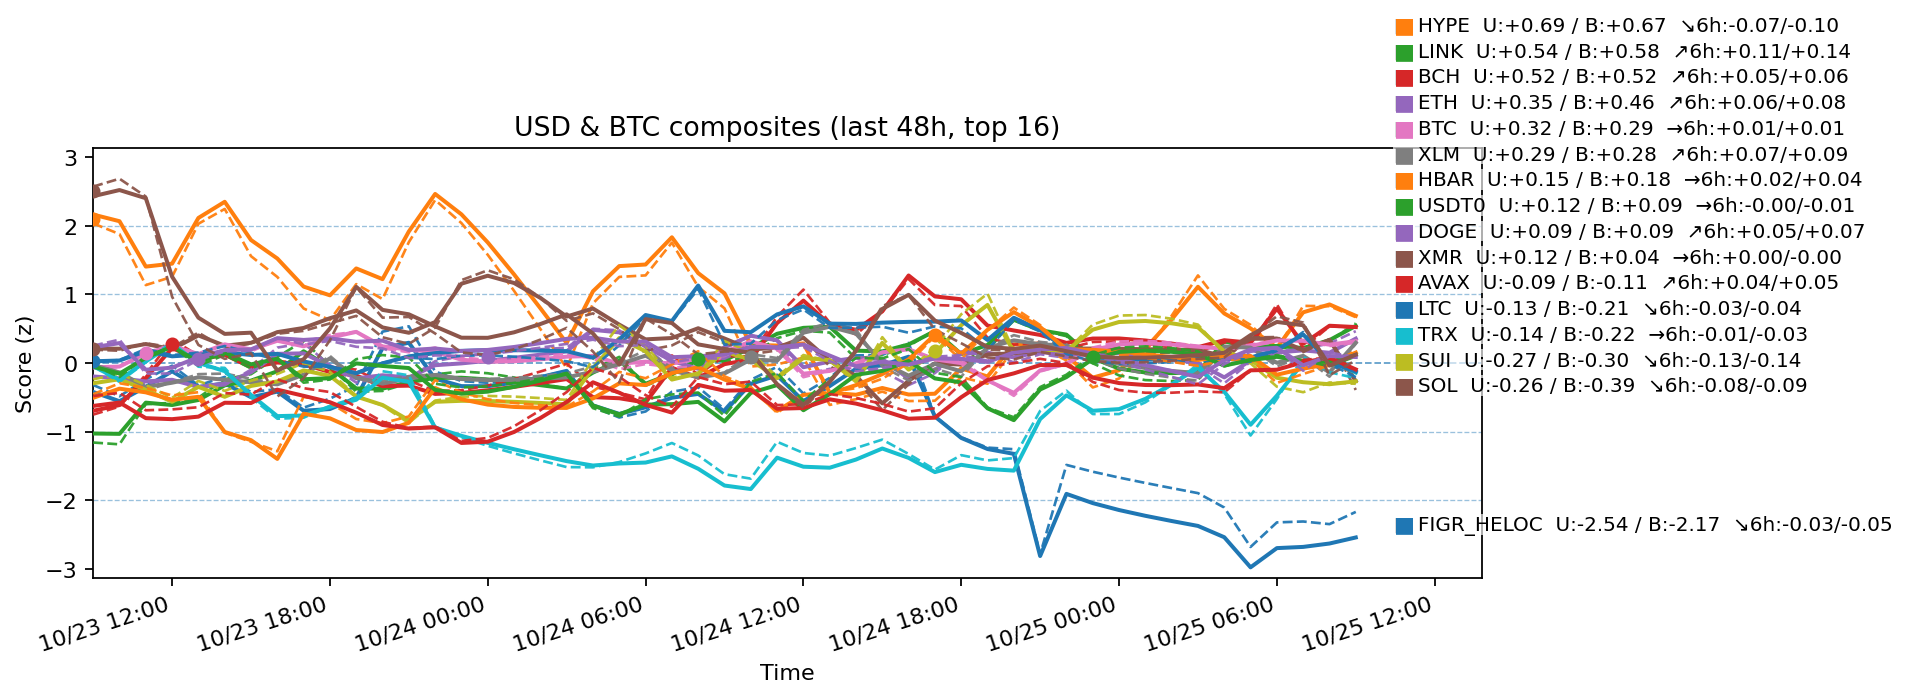 HYPE U:+0.69 / B:+0.67 ↘6h:-0.07/-0.10
LINK U:+0.54 / B:+0.58 ↗6h:+0.11/+0.14
BCH U:+0.52 / B:+0.52 ↗6h:+0.05/+0.06
ETH U:+0.35 / B:+0.46 ↗6h:+0.06/+0.08
USD & BTC composites (last 48h, top 16)
BTC U:+0.32 / B:+0.29 →6h:+0.01/+0.01
XLM U:+0.29 / B:+0.28 ↗6h:+0.07/+0.09
HBAR U:+0.15 / B:+0.18 →6h:+0.02/+0.04
USDT0 U:+0.12 / B:+0.09 →6h:-0.00/-0.01
DOGE U:+0.09 / B:+0.09 ↗6h:+0.05/+0.07
XMR U:+0.12 / B:+0.04 →6h:+0.00/-0.00
AVAX U:-0.09 / B:-0.11 ↗6h:+0.04/+0.05
LTC U:-0.13 / B:-0.21 ↘6h:-0.03/-0.04
TRX U:-0.14 / B:-0.22 →6h:-0.01/-0.03
SUI U:-0.27 / B:-0.30 ↘6h:-0.13/-0.14
SOL U:-0.26 / B:-0.39 ↘6h:-0.08/-0.09
FIGR_HELOC U:-2.54 / B:-2.17 ↘6h:-0.03/-0.05
Score (z)
3
2
1
0
−1
−2
−3
10/23 12:00
10/23 18:00
10/24 00:00
10/24 06:00
10/24 12:00
10/24 18:00
10/25 00:00
10/25 06:00
10/25 12:00
Time